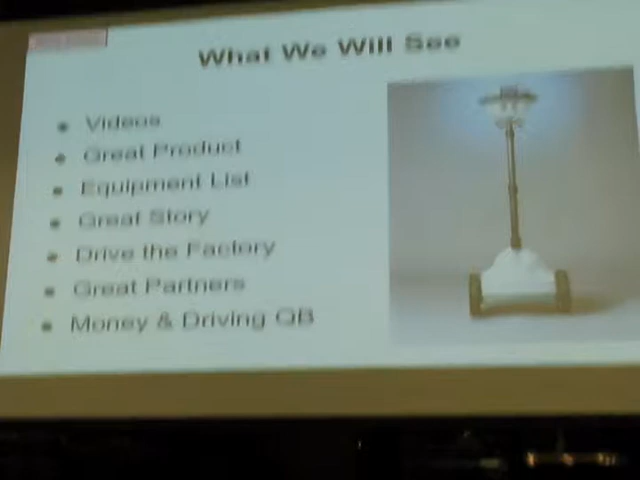 What We Will See
Videos
Great Product
Equipment List
Great Story
Drive the Factory
Great Partners
Money & Driving QB